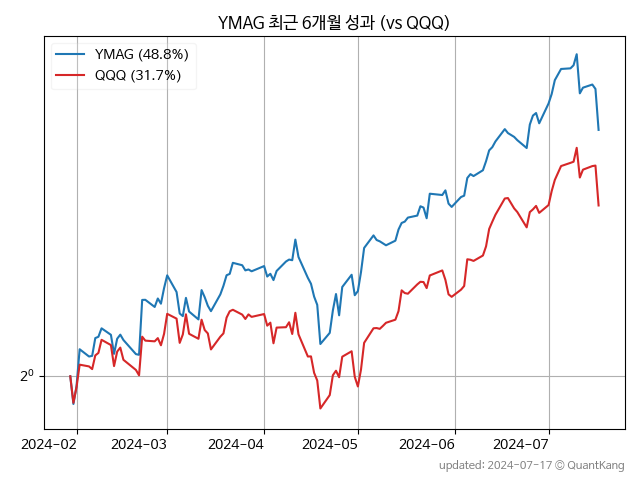 YMAG 최근 6개월 성과 (vs QQQ)
YMAG (48.8%)
QQQ (31.7%)
2⁰
2024-02 2024-03 2024-04 2024-05 2024-06 2024-07
updated: 2024-07-17 © QuantKang